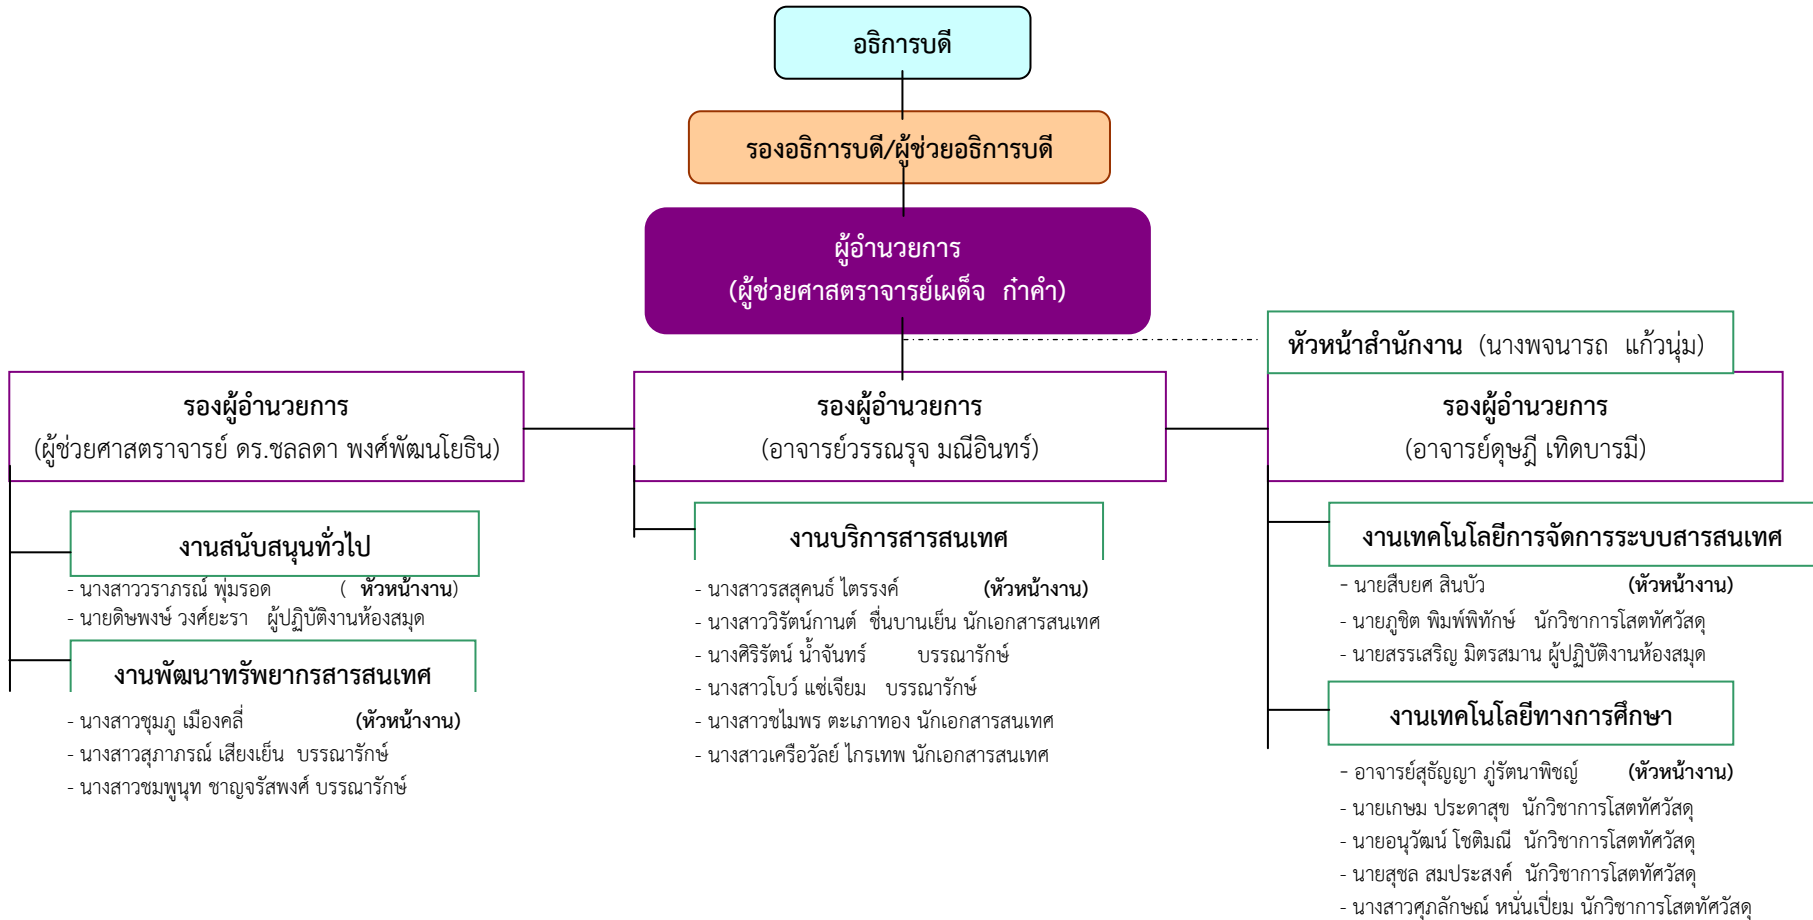 อธิการบดี
รองอธิการบดี/ผู้ช่วยอธิการบดี
ผู้อำนวยการ
(ผู้ช่วยศาสตราจารย์เผด็จ ก๋าคำ)
หัวหน้าสำนักงาน (นางพจนารถ แก้วนุ่ม)
รองผู้อำนวยการ
(ผู้ช่วยศาสตราจารย์ ดร.ชลลดา พงศ์พัฒนโยธิน)
งานสนับสนุนทั่วไป
- นางสาววราภรณ์ พุ่มรอด ( หัวหน้างาน)
- นายดิษพงษ์ วงศ์ยะรา ผู้ปฏิบัติงานห้องสมุด
งานพัฒนาทรัพยากรสารสนเทศ
- นางสาวชุมภู เมืองคลี่ (หัวหน้างาน)
- นางสาวสุภาภรณ์ เสียงเย็น บรรณารักษ์
- นางสาวชมพูนุท ชาญจรัสพงศ์ บรรณารักษ์
รองผู้อำนวยการ
(อาจารย์วรรณรุจ มณีอินทร์)
งานบริการสารสนเทศ
- นางสาวรสสุคนธ์ ไตรรงค์ (หัวหน้างาน)
- นางสาววิรัตน์กานต์ ชื่นบานเย็น นักเอกสารสนเทศ
- นางศิริรัตน์ น้ำจันทร์ บรรณารักษ์
- นางสาวโบว์ แซ่เจียม บรรณารักษ์
- นางสาวชไมพร ตะเภาทอง นักเอกสารสนเทศ
- นางสาวเครือวัลย์ ไกรเทพ นักเอกสารสนเทศ
รองผู้อำนวยการ
(อาจารย์ดุษฎี เทิดบารมี)
งานเทคโนโลยีการจัดการระบบสารสนเทศ
- นายสืบยศ สินบัว (หัวหน้างาน)
- นายภูชิต พิมพ์พิทักษ์ นักวิชาการโสตทัศวัสดุ
- นายสรรเสริญ มิตรสมาน ผู้ปฏิบัติงานห้องสมุด
งานเทคโนโลยีทางการศึกษา
- อาจารย์สุธัญญา ภู่รัตนาพิชญ์ (หัวหน้างาน)
- นายเกษม ประดาสุข นักวิชาการโสตทัศวัสดุ
- นายอนุวัฒน์ โชติมณี นักวิชาการโสตทัศวัสดุ
- นายสุชล สมประสงค์ นักวิชาการโสตทัศวัสดุ
- นางสาวศุภลักษณ์ หนั่นเปี่ยม นักวิชาการโสตทัศวัสดุ